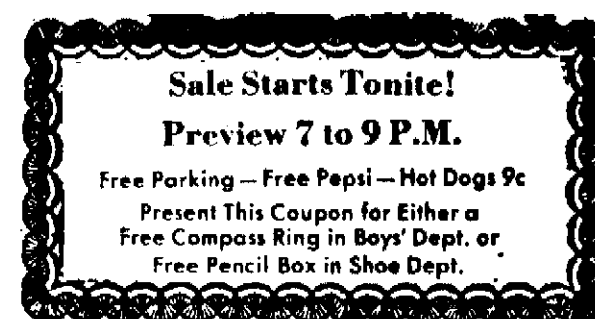 Sale Starts Tonite!
Preview 7 to 9 P.M.
Free Parking — Free Pepsi — Hot Dogs 9c
Present This Coupon for Either a
Free Compass Ring in Boys' Dept. or
Free Pencil Box in Shoe Dept.